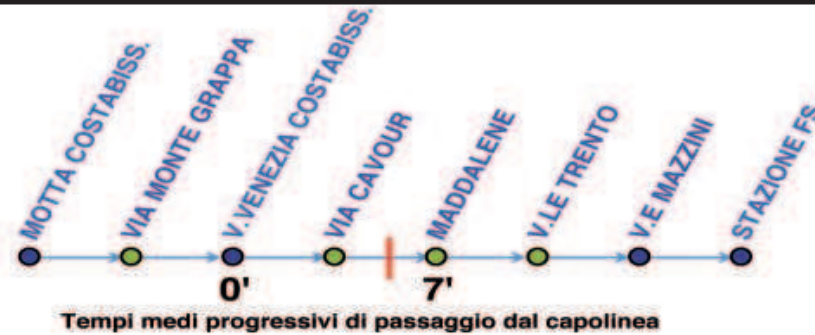 MOTTA COSTABISS.
VIA MONTE GRAPPA
V.VENEZIA COSTABISS.
VIA CAVOUR
MADDALENE
V.LE TRENTO
V.E MAZZINI
STAZIONE FS
0'
7'
Tempi medi progressivi di passaggio dal capolinea